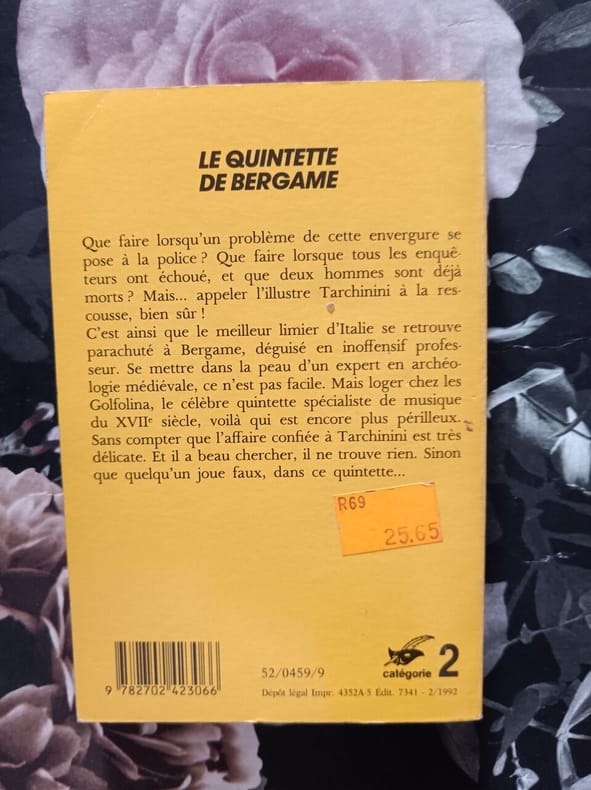 LE QUINTETTE
DE BERGAME
Que faire lorsqu'un problème de cette envergure se
pose à la police ? Que faire lorsque tous les enquê-
teurs ont échoué, et que deux hommes sont déjà
morts ? Mais... appeler l'illustre Tarchinini à la res-
cousse, bien sûr !
C'est ainsi que le meilleur limier d'Italie se retrouve
parachuté à Bergame, déguisé en inoffensif profes-
seur. Se mettre dans la peau d'un expert en archéo-
logie médiévale, ce n'est pas facile. Mais loger chez les
Golfolina, le célèbre quintette spécialiste de musique
du XVIIe siècle, voilà qui est encore plus périlleux.
Sans compter que l'affaire confiée à Tarchinini est très
délicate. Et il a beau chercher, il ne trouve rien. Sinon
que quelqu'un joue faux, dans ce quintette...
R69
25.65
9 782702 423066
52/0459/9
catégorie 2
Dépôt légal Impr. 4352A-5 Édit. 7341 - 2/1992